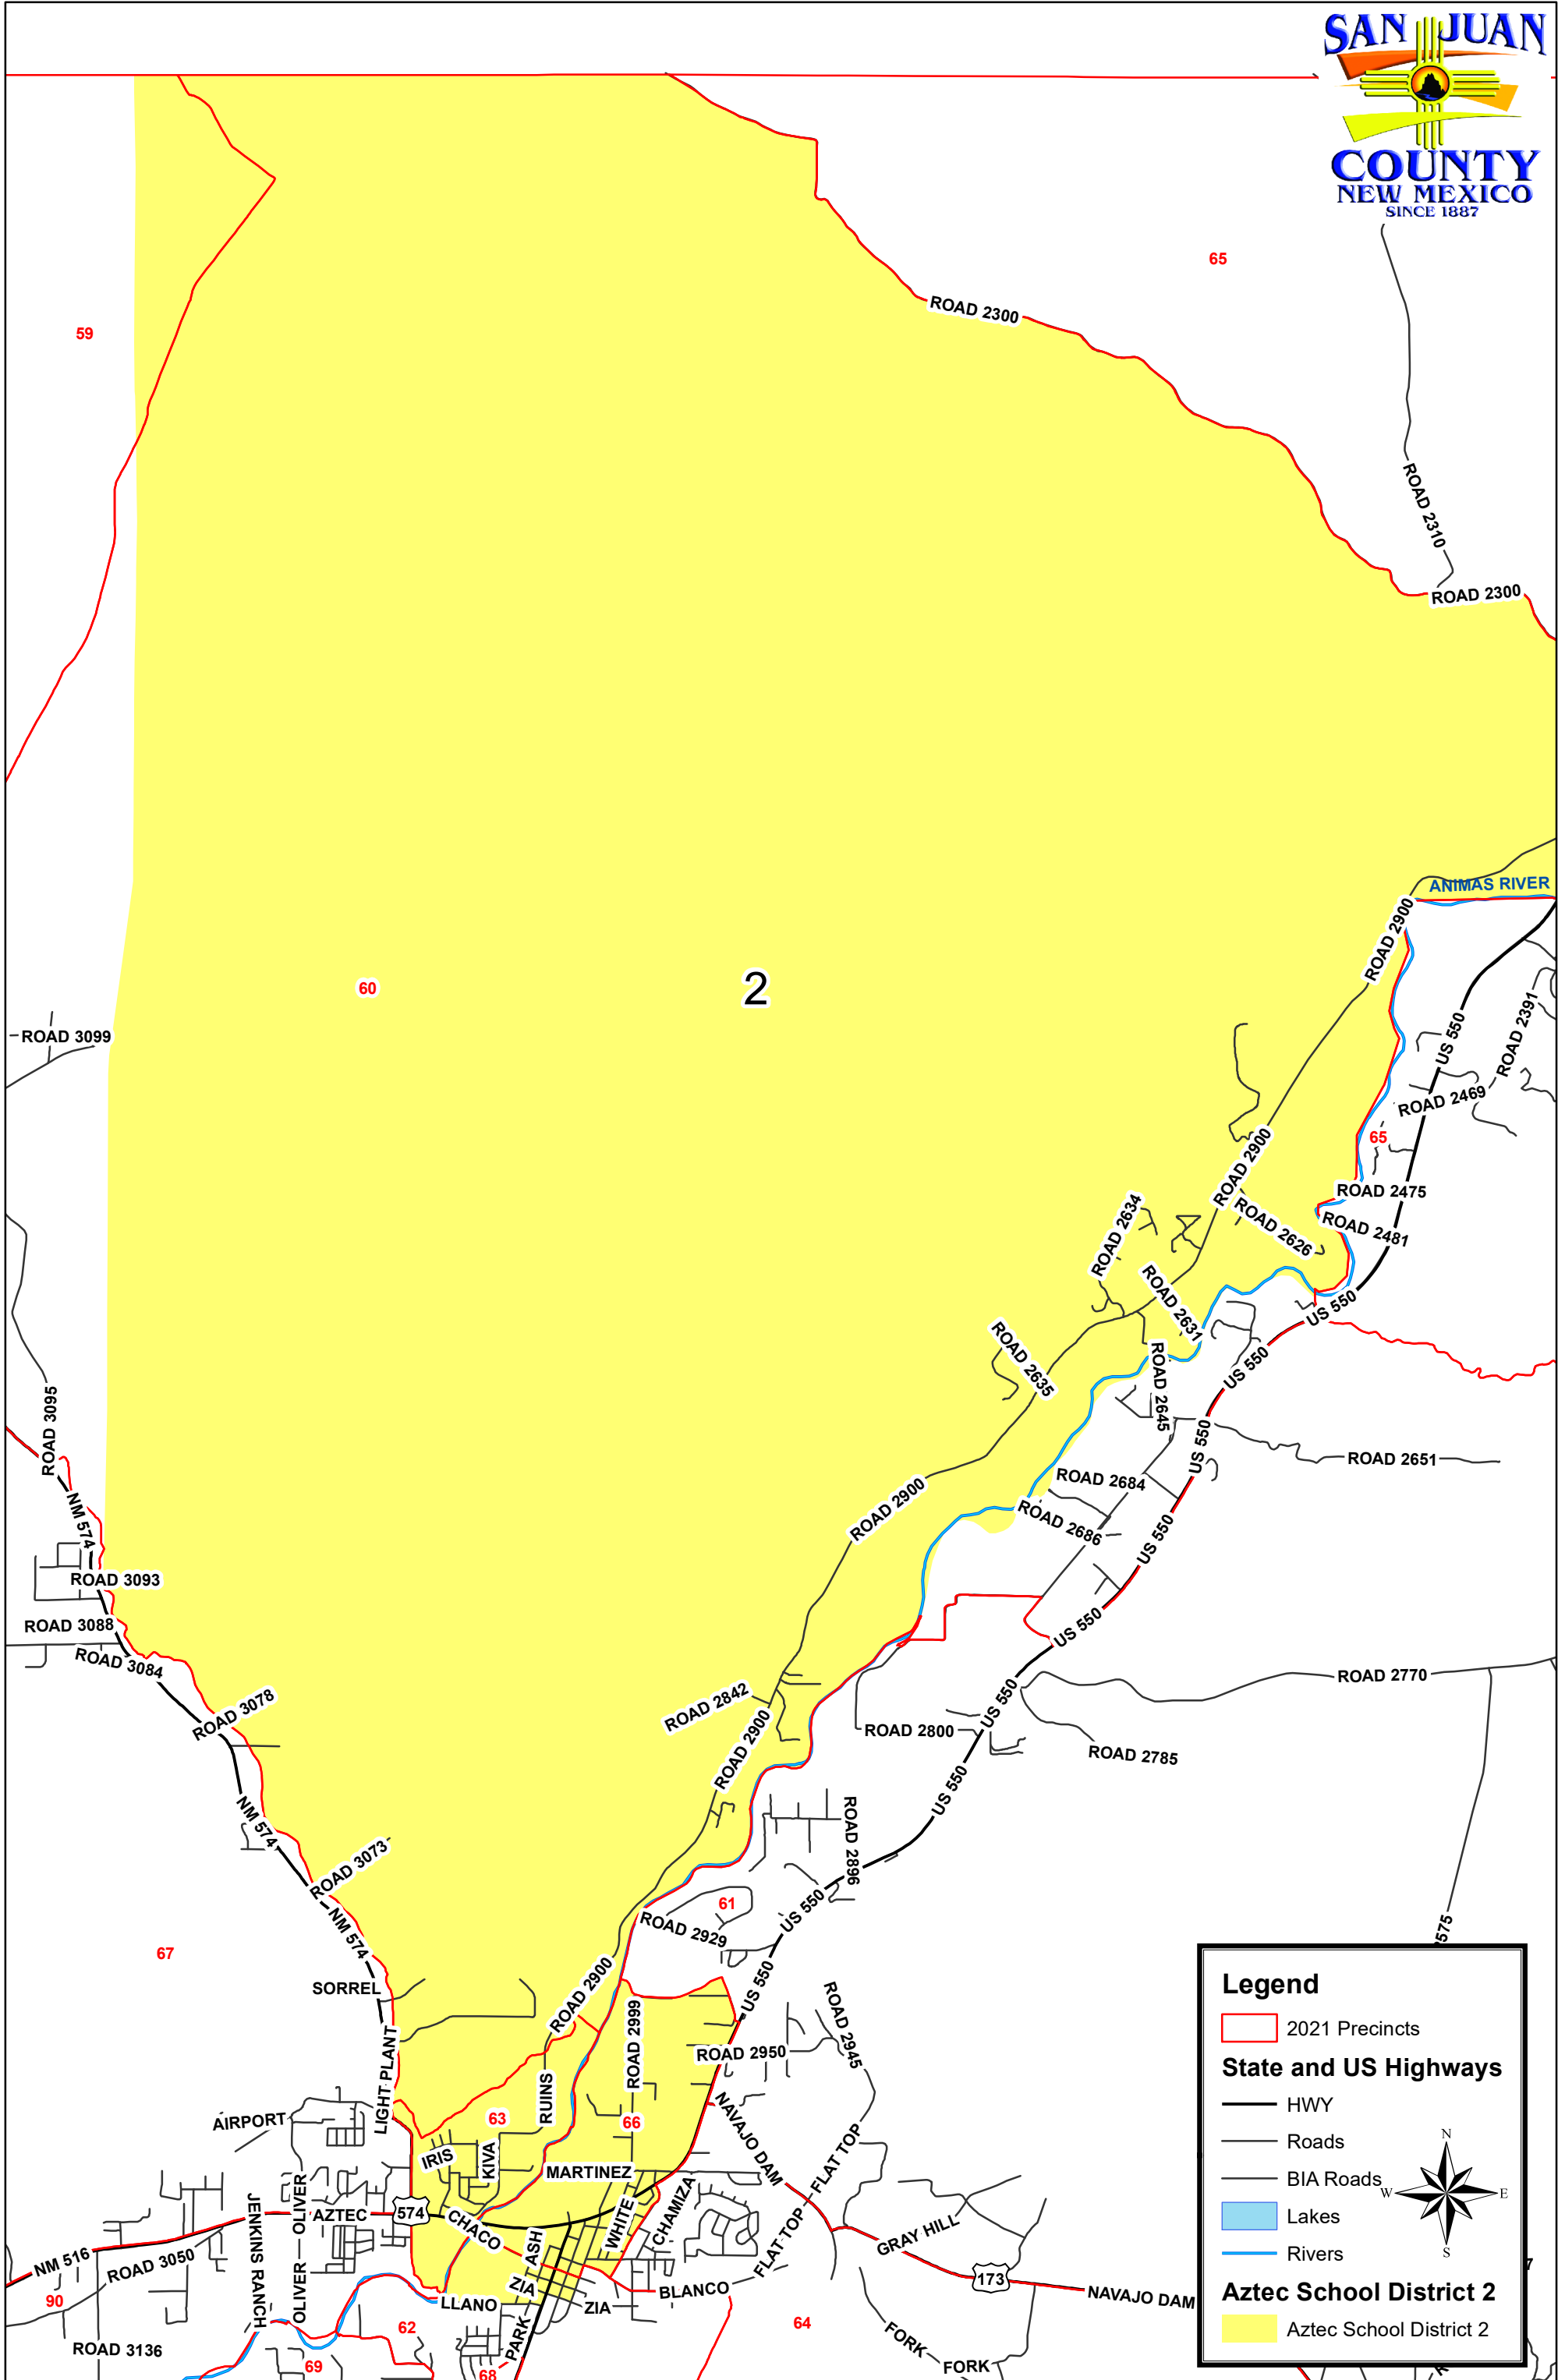 SAN JUAN
COUNTY
NEW MEXICO
SINCE 1887
65
ROAD 2300
59
ROAD 2310
ROAD 2300
ANIMAS RIVER
ROAD 2900
60
2
ROAD 3099
US 550
ROAD 2391
ROAD 2469
65
ROAD 2900
ROAD 2475
ROAD 2481
ROAD 2634
ROAD 2626
ROAD 2631
US 550
ROAD 2635
US 550
ROAD 2645
ROAD 3095
US 550
ROAD 2651
ROAD 2684
NM 574
ROAD 2900
ROAD 2686
US 550
ROAD 3093
ROAD 3088
US 550
ROAD 3084
ROAD 2770
ROAD 3078
ROAD 2842
US 550
ROAD 2800
ROAD 2900
ROAD 2785
US 550
NM 574
ROAD 2896
ROAD 3073
61
US 550
ROAD 2929
NM 574
67
2575
SORREL
ROAD 2900
US 550
ROAD 2999
ROAD 2945
ROAD 2950
LIGHT PLANT
RUINS
AIRPORT
63
66
NAVAJO DAM
FLAT TOP
IRIS
KIVA
MARTINEZ
JENKINS RANCH
OLIVER
AZTEC
574
CHACO
ASH
WHITE
CHAMIZA
FLAT TOP
GRAY HILL
NM 516
ROAD 3050
OLIVER
ZIA
BLANCO
173
NAVAJO DAM
90
LLANO
ZIA
62
64
PARK
ROAD 3136
FORK
69
68
FORK
Legend
2021 Precincts
State and US Highways
HWY
Roads
BIA Roads
Lakes
Rivers
N
W
E
S
Aztec School District 2
Aztec School District 2